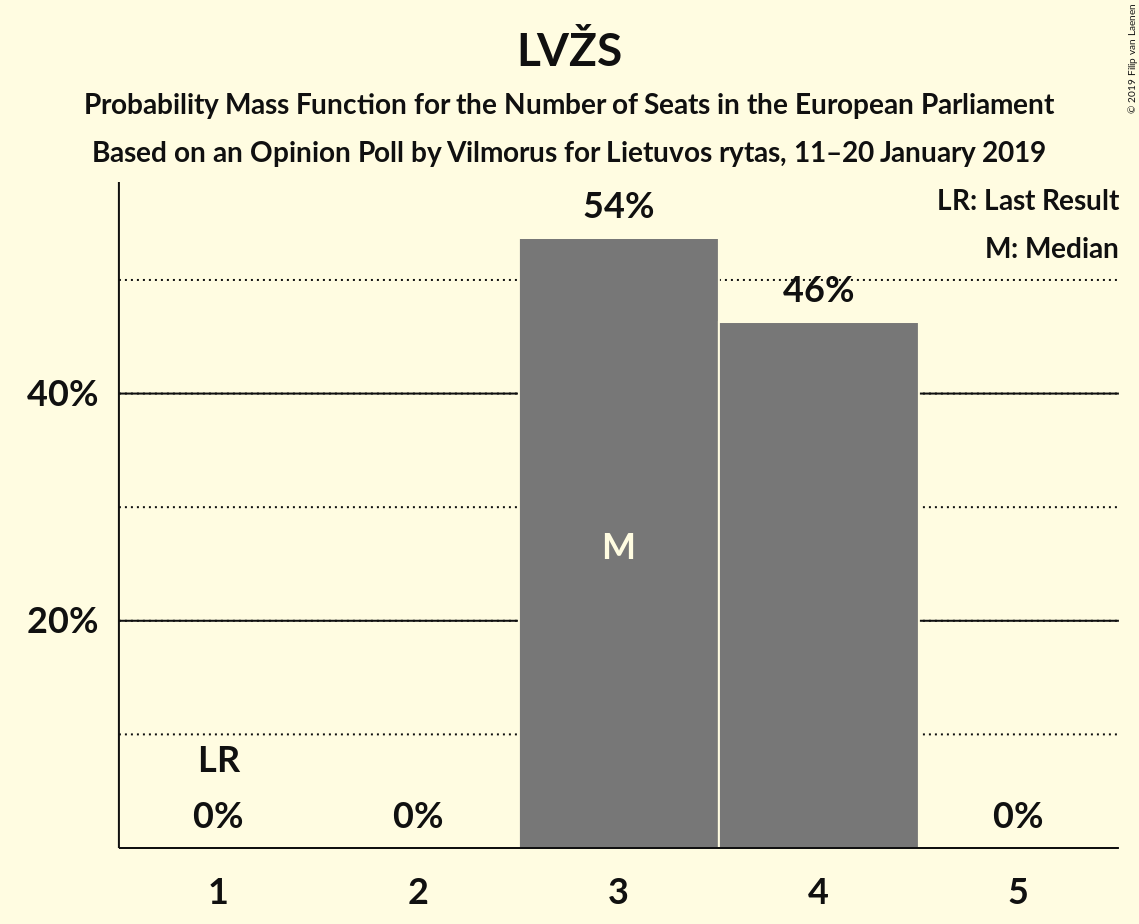 LVŽS
Probability Mass Function for the Number of Seats in the European Parliament
Based on an Opinion Poll by Vilmorus for Lietuvos rytas, 11–20 January 2019
© 2019 Filip van Laenen
LR: Last Result
M: Median
54%
46%
40%
M
20%
LR
0%
0%
0%
1
2
3
4
5